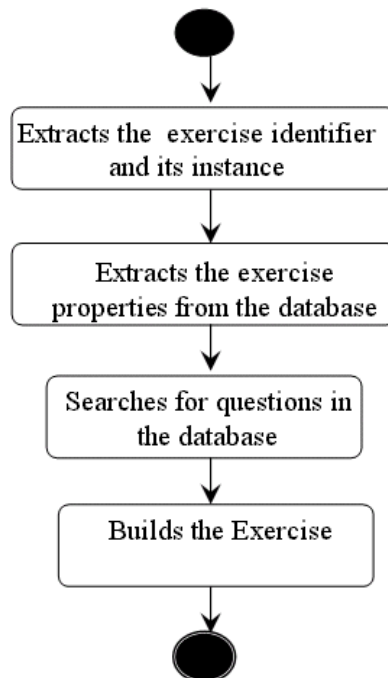 Extracts the exercise identifier
and its instance
Extracts the exercise
properties from the database
Searches for questions in
the database
Builds the Exercise